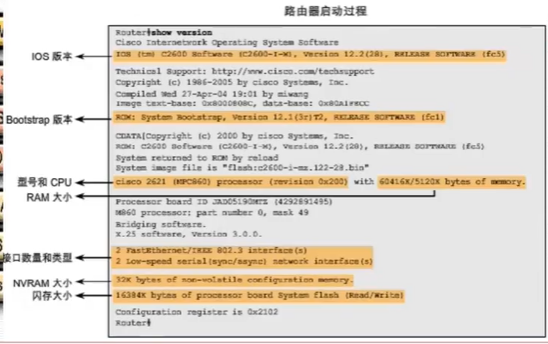 路由器启动过程
Router#show version
Cisco Internetwork Operating System Software
IOS 版本
IOS (tm) C2600 Software (C2600-I-M), Version 12.2(28), RELEASE SOFTWARE (fc5)
Technical Support: http://www.cisco.com/techsupport
Copyright (c) 1986-2005 by cisco Systems, Inc.
Compiled Wed 27-Apr-04 19:01 by miwang
Image text-base: 0x8000808C, data-base: 0x80A1FECC
Bootstrap 版本
ROM: System Bootstrap, Version 12.1(3r)T2, RELEASE SOFTWARE (fc1)
Copyright (c) 2000 by cisco Systems, Inc.
ROM: C2600 Software (C2600-I-M), Version 12.2(28), RELEASE SOFTWARE (fc5)
System returned to ROM by reload
System image file is "flash:c2600-i-mz.122-28.bin"
型号和 CPU
cisco 2621 (MPC860) processor (revision 0x200) with 60416K/5120K bytes of memory.
RAM 大小
Processor board ID JAD05190MTZ (4292891495)
M860 processor: part number 0, mask 49
Bridging software.
X.25 software, Version 3.0.0.
接口数量和类型
2 FastEthernet/IEEE 802.3 interface(s)
2 Low-speed serial(sync/async) network interface(s)
NVRAM 大小
32K bytes of non-volatile configuration memory.
闪存大小
16384K bytes of processor board System flash (Read/Write)
Configuration register is 0x2102
Router#